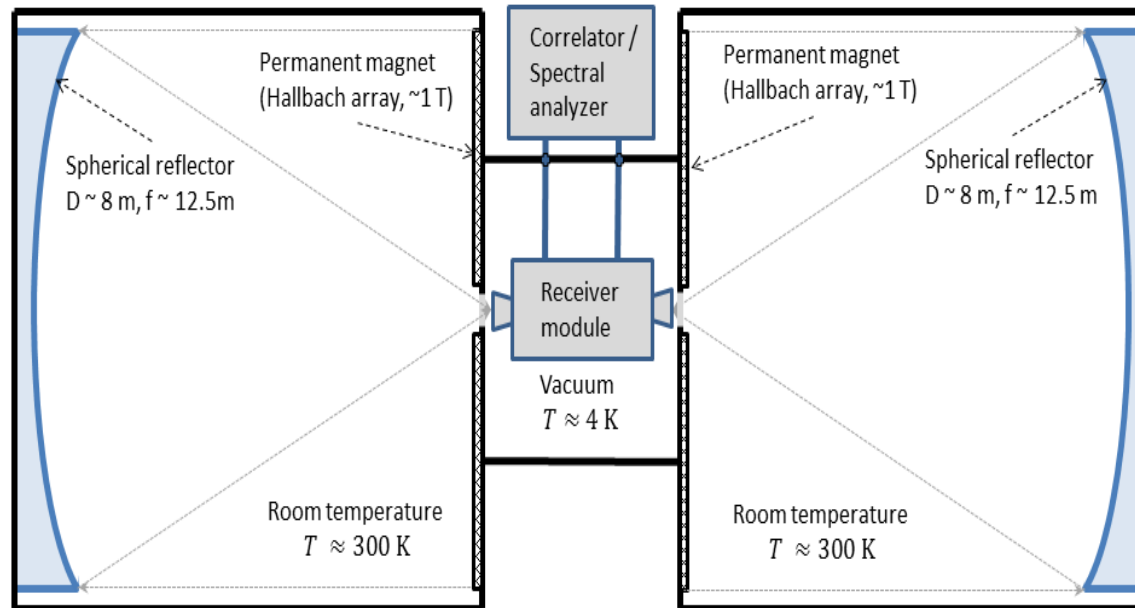 Permanent magnet
(Hallbach array, ~1 T)
Spherical reflector
D ~ 8 m, f ~ 12.5m
Correlator /
Spectral
analyzer
Permanent magnet
(Hallbach array, ~1 T)
Spherical reflector
D ~ 8 m, f ~ 12.5 m
Receiver
module
Vacuum
T ≈ 4 K
Room temperature
T ≈ 300 K
Room temperature
T ≈ 300 K